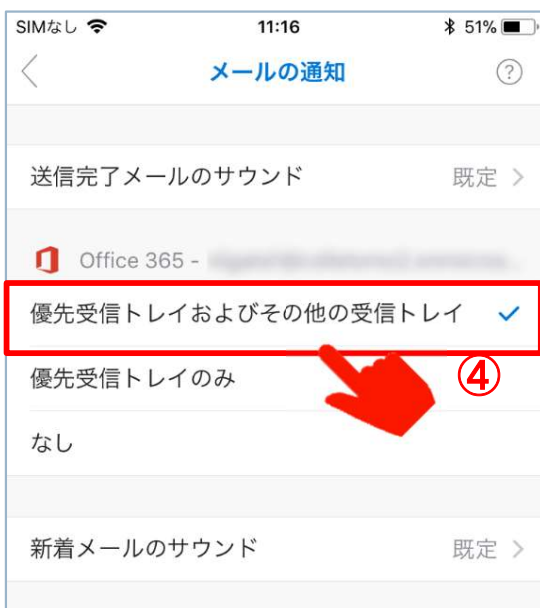 SIMなし 11:16 51%
メールの通知 ?
送信完了メールのサウンド 既定
Office 365 -
優先受信トレイおよびその他の受信トレイ
④
優先受信トレイのみ
なし
新着メールのサウンド 既定